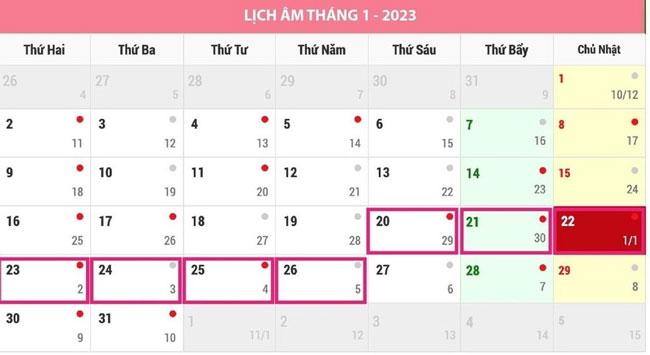 LỊCH ÂM THÁNG 1 - 2023
Thứ Hai Thứ Ba Thứ Tư Thứ Năm Thứ Sáu Thứ Bẩy Chủ Nhật
26 27 28 29 30 31 1
4 5 6 7 8 9 10/12
2 3 4 5 6 7 8
11 12 13 14 15 16 17
9 10 11 12 13 14 15
18 19 20 21 22 23 24
16 17 18 19 20 21 22
25 26 27 28 29 30 1/1
23 24 25 26 27 28 29
2 3 4 5 6 7 8
30 31 1 2 3 4 5
9 10 11/1 12 13 14 15